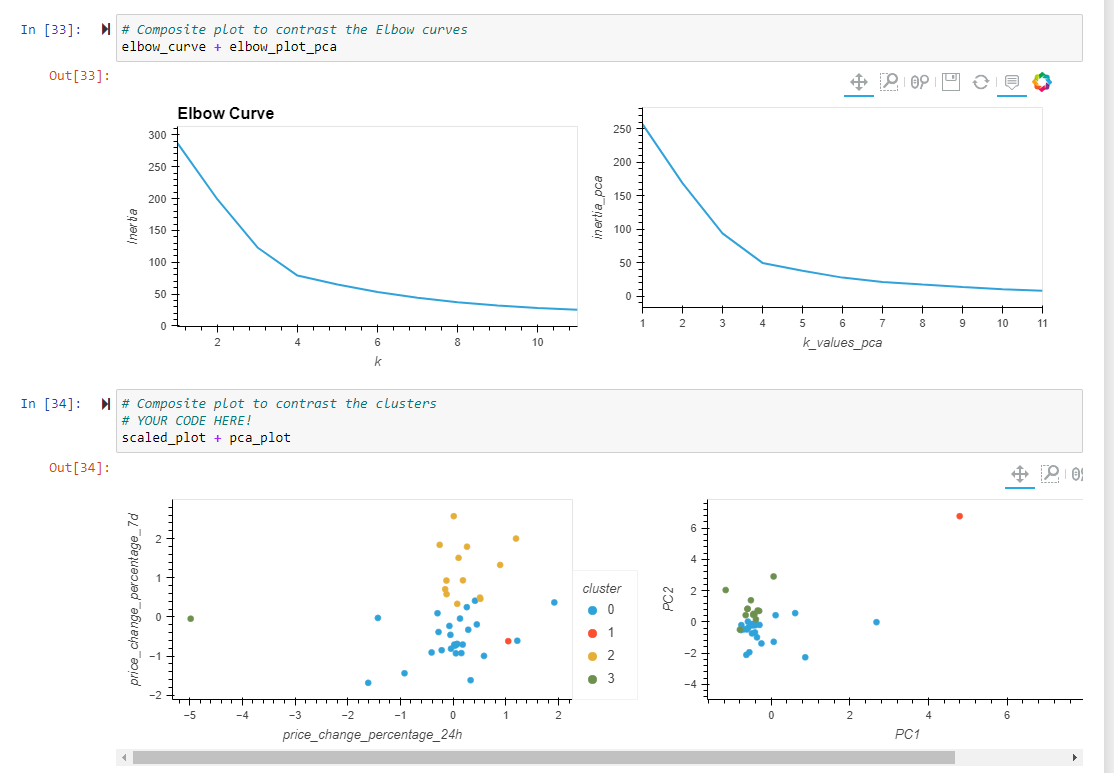 In [33]:
# Composite plot to contrast the Elbow curves
elbow_curve + elbow_plot_pca
Out[33]:
Elbow Curve
300
250
200
150
100
50
0
Inertia
2
4
6
8
10
k
250
200
150
100
50
0
inertia_pca
1
2
3
4
5
6
7
8
9
10
11
k_values_pca
In [34]:
# Composite plot to contrast the clusters
# YOUR CODE HERE!
scaled_plot + pca_plot
Out[34]:
2
1
0
−1
−2
price_change_percentage_7d
−5
−4
−3
−2
−1
0
1
2
price_change_percentage_24h
cluster
0
1
2
3
6
4
2
0
−2
−4
PC2
0
2
4
6
PC1